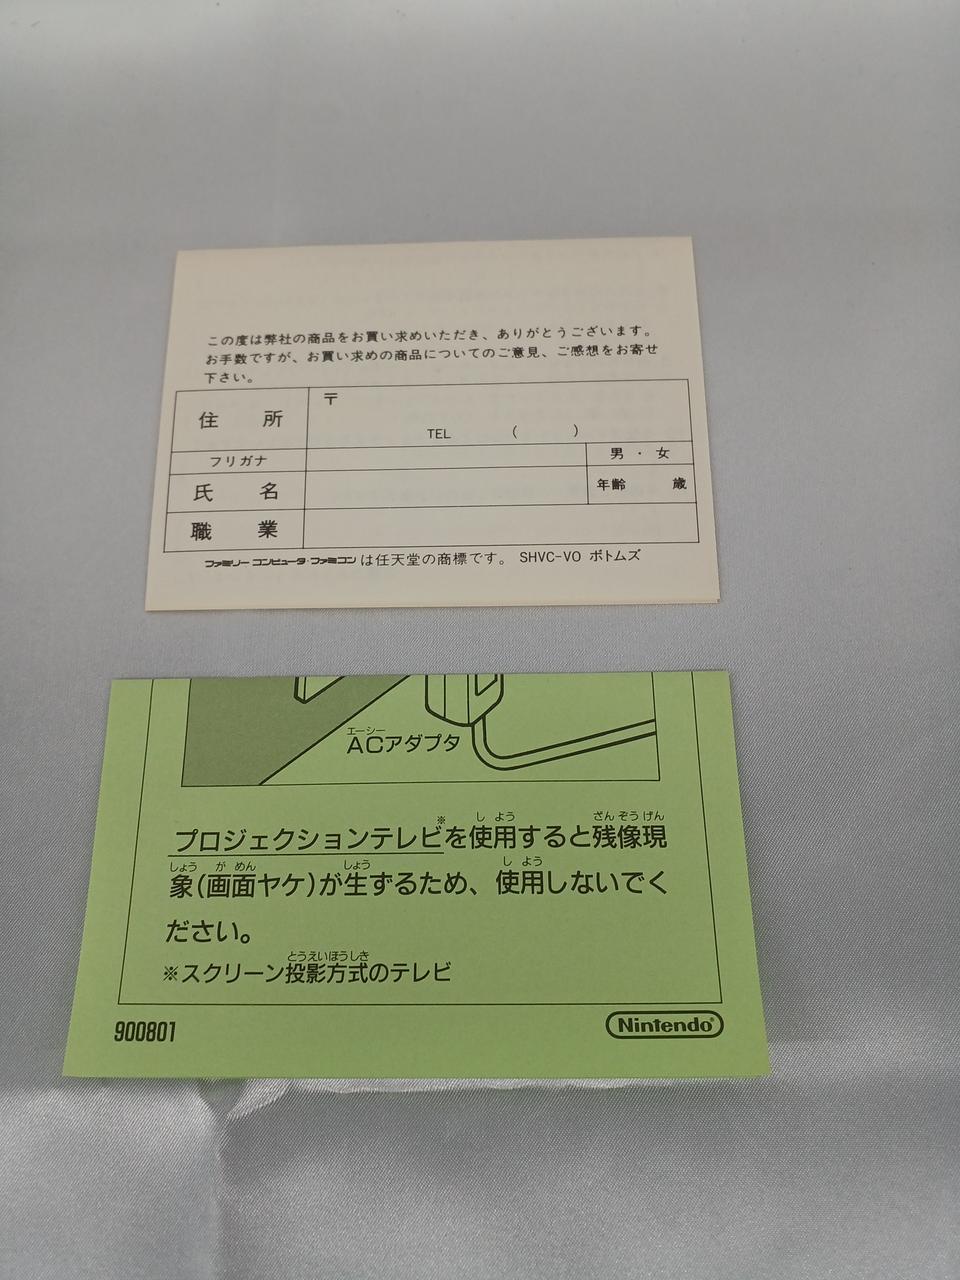 この度は弊社の商品をお買い求めいただき、ありがとうございます。
お手数ですが、お買い求めの商品についてのご意見、ご感想をお寄せ
下さい。
住 所
〒
TEL ( )
フリガナ
男 ・ 女
氏 名
年齢 歳
職 業
ファミリーコンピュータ・ファミコンは任天堂の商標です。 SHVC-VO ボトムズ
エーシー
ACアダプタ
※ し よう ざん ぞう げん
プロジェクションテレビを使用すると残像現
しょう が めん しょう し よう
象(画面ヤケ)が生ずるため、使用しないでく
ださい。
とうえいほうしき
※スクリーン投影方式のテレビ
900801
Nintendo®